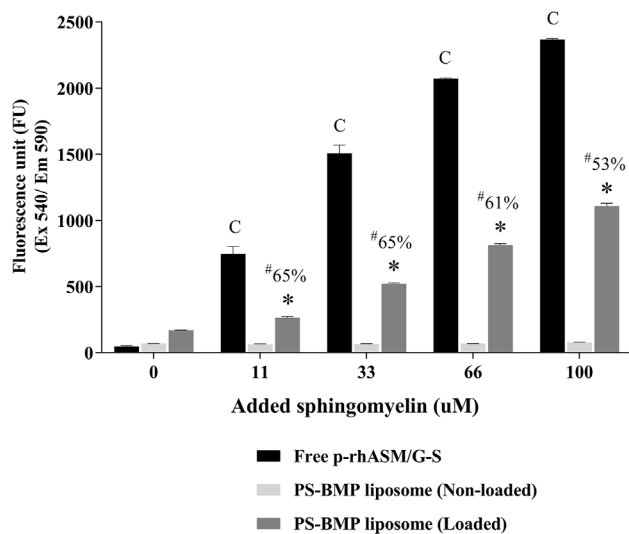 Fluorescence unit (FU)
(Ex 540/ Em 590)
2500
2000
1500
1000
500
0
C
C
C
C
#65%
*
#65%
*
#61%
*
#53%
*
0 11 33 66 100
Added sphingomyelin (uM)
Free p-rhASM/G-S
PS-BMP liposome (Non-loaded)
PS-BMP liposome (Loaded)